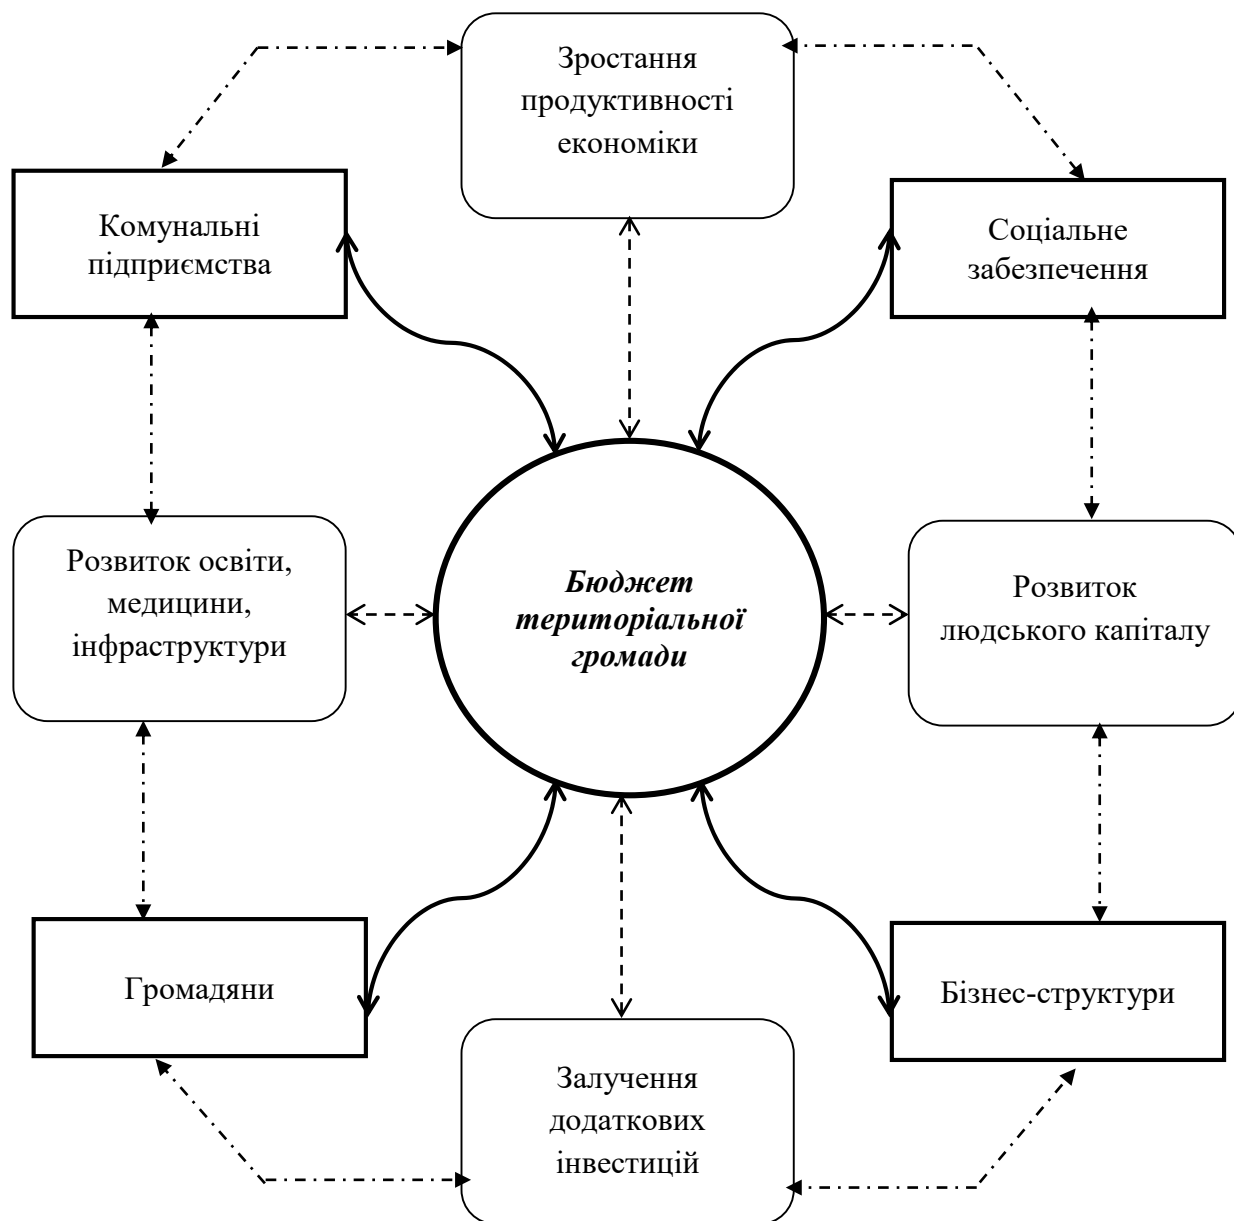 Зростання
продуктивності
економіки
Комунальні
підприємства
Соціальне
забезпечення
Розвиток освіти,
медицини,
інфраструктури
Бюджет
територіальної
громади
Розвиток
людського капіталу
Громадяни
Бізнес-структури
Залучення
додаткових
інвестицій